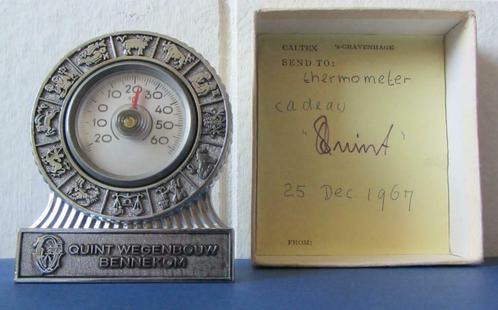 10 20 30
0 40
10 50
20 60
QUINT WEGENBOUW
BENNEKOM
CALTEX 's-GRAVENHAGE
SEND TO:
thermometer
cadeau
"Quint"
25 Dec 1967
FROM: